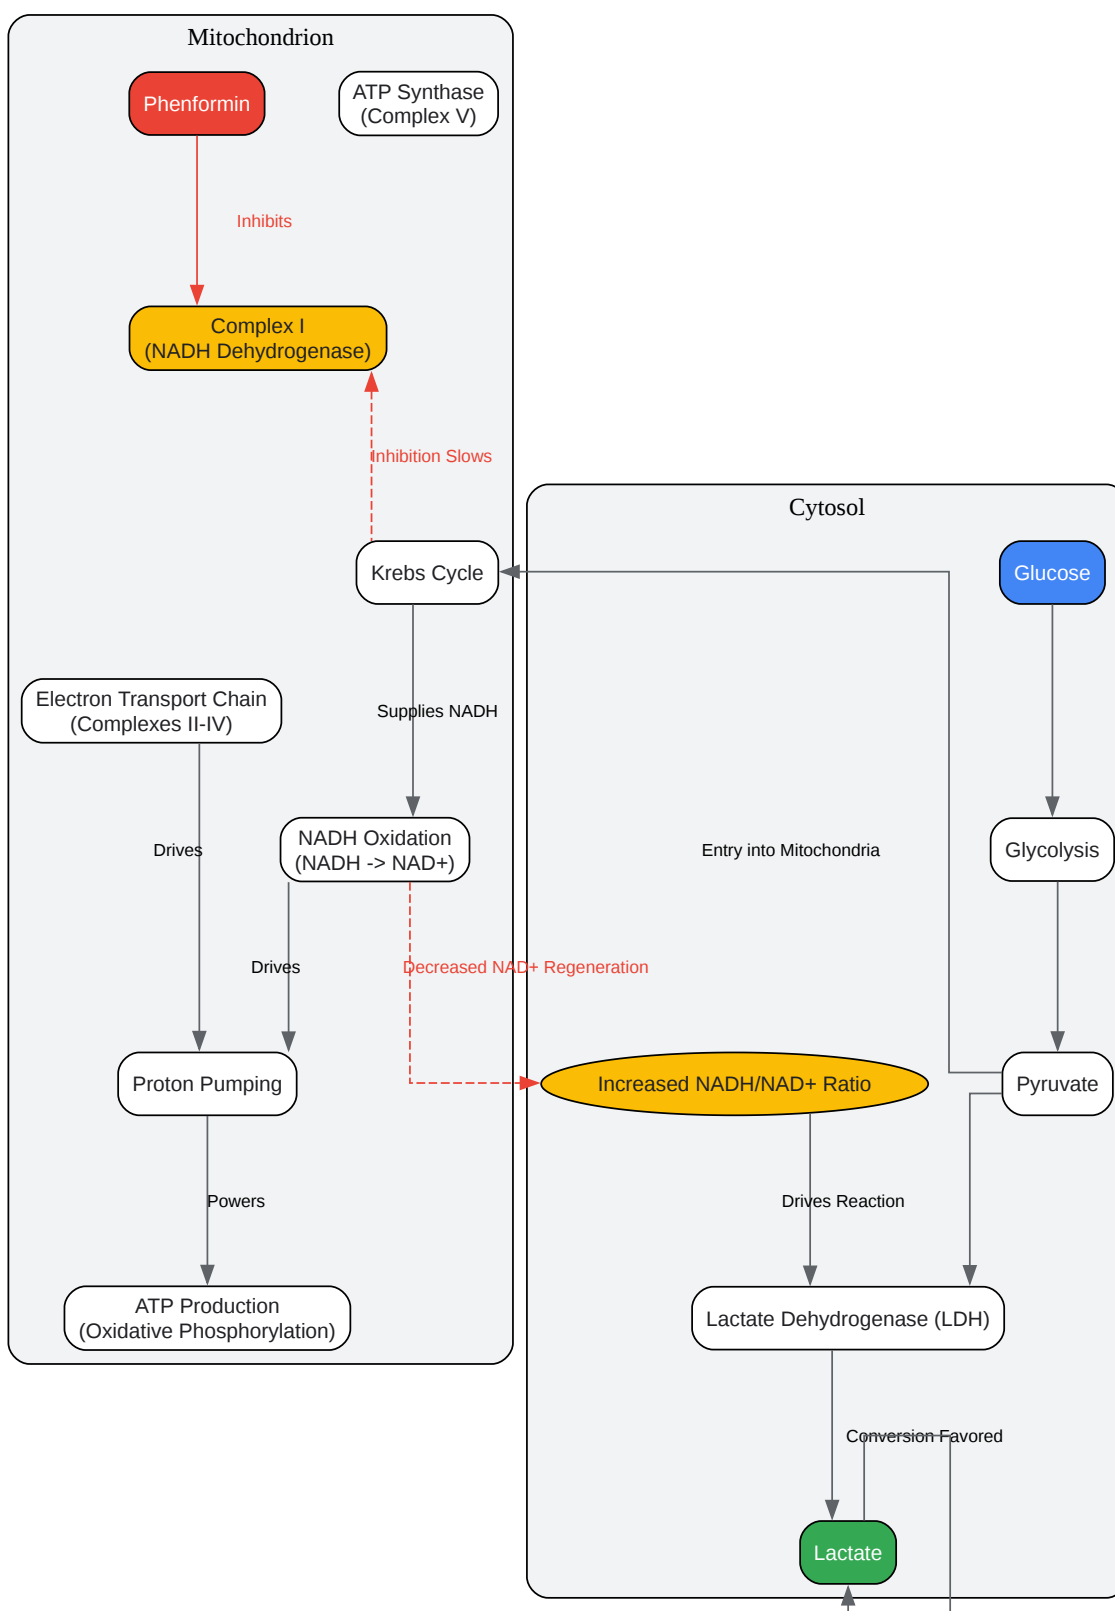 Mitochondrion
Phenformin
ATP Synthase
(Complex V)
Inhibits
Complex I
(NADH Dehydrogenase)
Inhibition Slows
Cytosol
Krebs Cycle
Glucose
Electron Transport Chain
(Complexes II-IV)
Supplies NADH
NADH Oxidation
(NADH -> NAD+)
Drives
Entry into Mitochondria
Glycolysis
Drives
Decreased NAD+ Regeneration
Proton Pumping
Increased NADH/NAD+ Ratio
Pyruvate
Powers
Drives Reaction
ATP Production
(Oxidative Phosphorylation)
Lactate Dehydrogenase (LDH)
Conversion Favored
Lactate